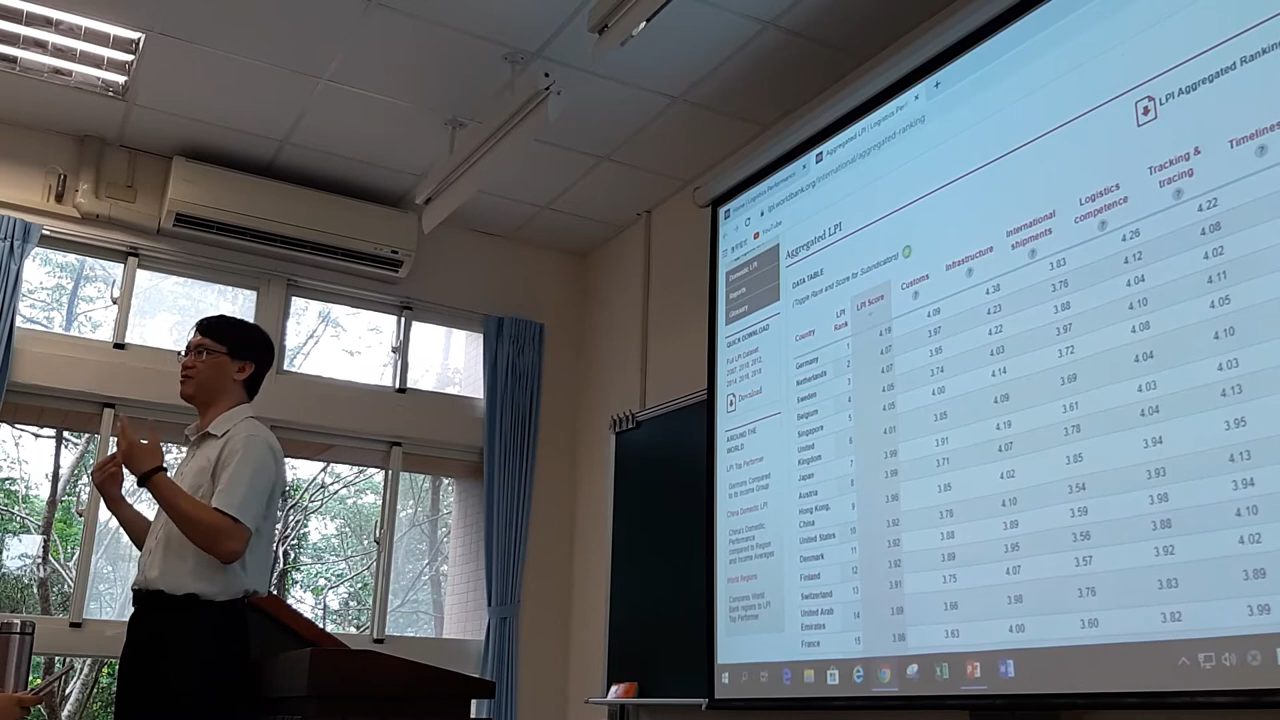 Home | Logistics Performance
Aggregated LPI | Logistics Per
lpi.worldbank.org/international/aggregated-ranking
YouTube
Domestic LPI
Reports
Glossary
QUICK DOWNLOAD
Full LPI Dataset
2007, 2010, 2012,
2014, 2016, 2018
Download
AROUND THE
WORLD
LPI Top Performer
Germany Compared
to its Income Group
China Domestic LPI
China's Domestic
Performance
compared to Region
and Income Averages
World Regions
Compares World
Bank regions to LPI
Top Performer
Aggregated LPI
LPI Aggregated Ranking
DATA TABLE
(Toggle Rank and Score for Subindicators)
Country LPI Rank LPI Score Customs Infrastructure International shipments Logistics competence Tracking & tracing Timelines
? ? ? ? ? ?
Germany 1 4.19 4.09 4.38 3.83 4.26 4.22
Netherlands 2 4.07 3.97 4.23 3.76 4.12 4.08
Sweden 3 4.07 3.95 4.22 3.88 4.04 4.02
Belgium 4 4.05 3.74 4.03 3.97 4.10 4.11
Singapore 5 4.05 4.00 4.14 3.72 4.08 4.05
United Kingdom 6 4.01 3.85 4.09 3.69 4.04 4.10
Japan 7 3.99 3.91 4.19 3.61 4.03 4.03
Austria 8 3.99 3.71 4.07 3.78 4.04 4.13
Hong Kong, China 9 3.96 3.85 4.02 3.85 3.94 3.95
United States 10 3.92 3.78 4.10 3.54 3.93 4.13
Denmark 11 3.92 3.88 3.89 3.59 3.98 3.94
Finland 12 3.92 3.89 3.95 3.56 3.88 4.10
Switzerland 13 3.91 3.75 4.07 3.57 3.92 4.02
United Arab Emirates 14 3.89 3.66 3.98 3.76 3.83 3.89
France 15 3.86 3.63 4.00 3.60 3.82 3.99